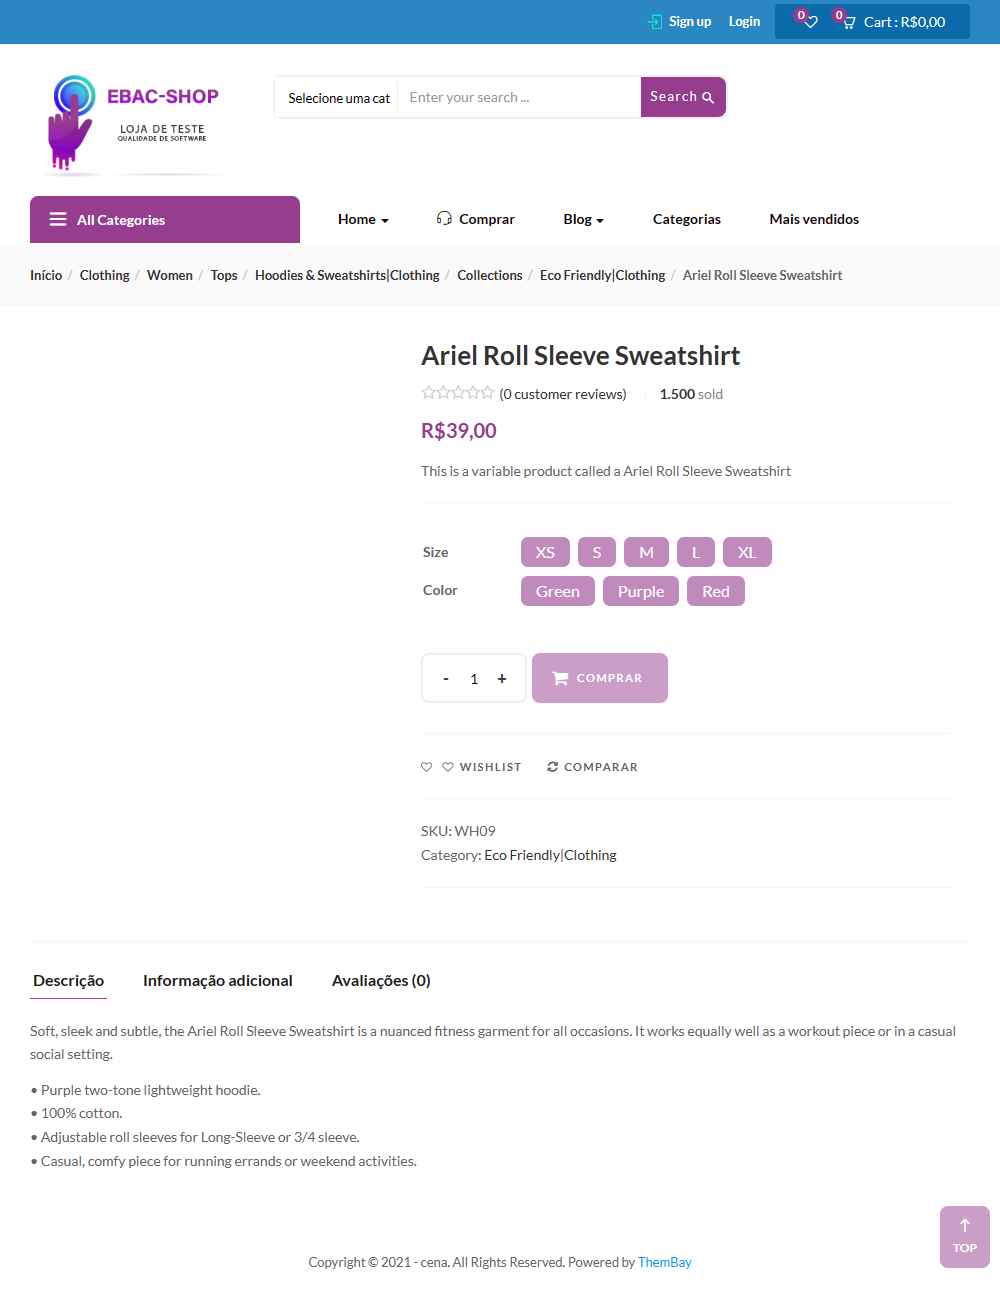 Sign up Login 0 0 Cart : R$0,00
EBAC-SHOP
LOJA DE TESTE
QUALIDADE DE SOFTWARE
Selecione uma cat Enter your search ... Search
All Categories Home Comprar Blog Categorias Mais vendidos
Início / Clothing / Women / Tops / Hoodies & Sweatshirts|Clothing / Collections / Eco Friendly|Clothing / Ariel Roll Sleeve Sweatshirt
Ariel Roll Sleeve Sweatshirt
(0 customer reviews) 1.500 sold
R$39,00
This is a variable product called a Ariel Roll Sleeve Sweatshirt
Size XS S M L XL
Color Green Purple Red
- 1 + COMPRAR
WISHLIST COMPARAR
SKU: WH09
Category: Eco Friendly|Clothing
Descrição Informação adicional Avaliações (0)
Soft, sleek and subtle, the Ariel Roll Sleeve Sweatshirt is a nuanced fitness garment for all occasions. It works equally well as a workout piece or in a casual
social setting.
• Purple two-tone lightweight hoodie.
• 100% cotton.
• Adjustable roll sleeves for Long-Sleeve or 3/4 sleeve.
• Casual, comfy piece for running errands or weekend activities.
TOP
Copyright © 2021 - cena. All Rights Reserved. Powered by ThemBay